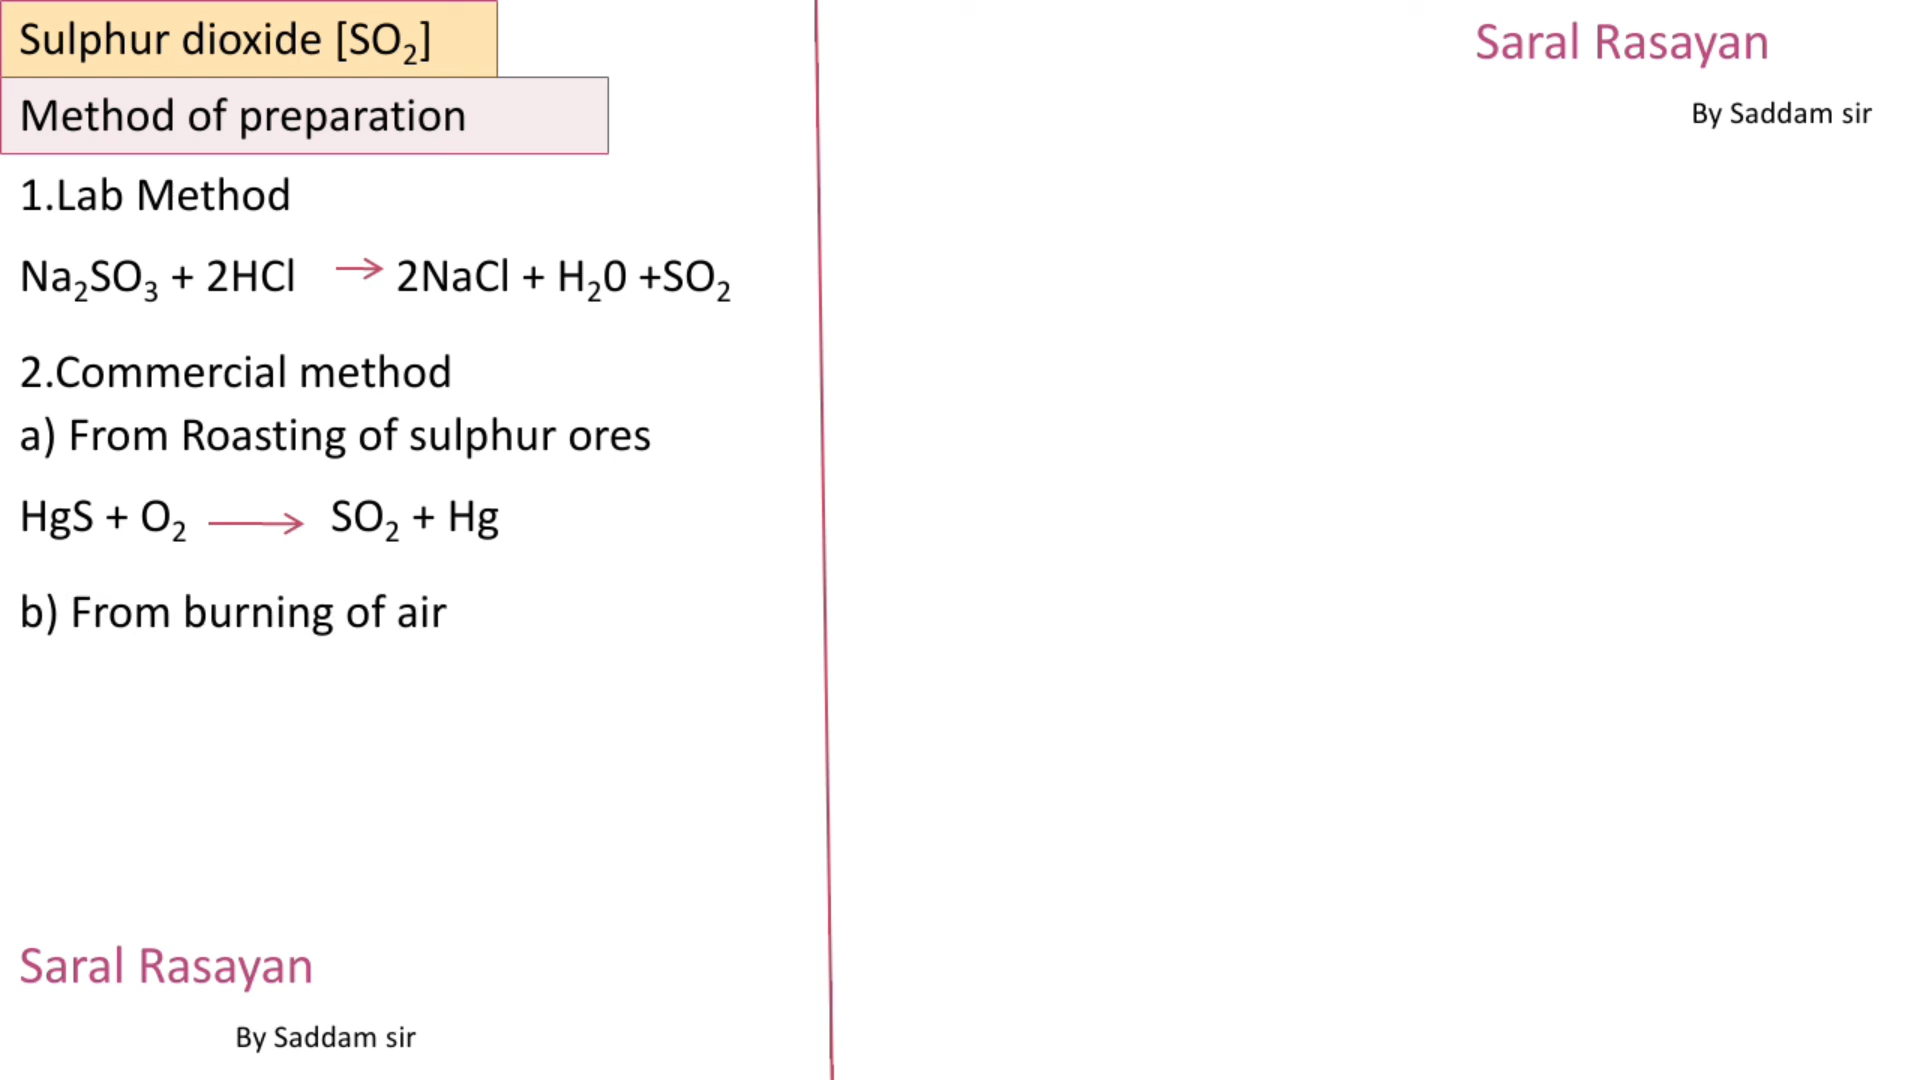 Sulphur dioxide [SO₂]
Method of preparation
1.Lab Method
Na₂SO₃ + 2HCl → 2NaCl + H₂0 +SO₂
2.Commercial method
a) From Roasting of sulphur ores
HgS + O₂ → SO₂ + Hg
b) From burning of air
Saral Rasayan
By Saddam sir
Saral Rasayan
By Saddam sir